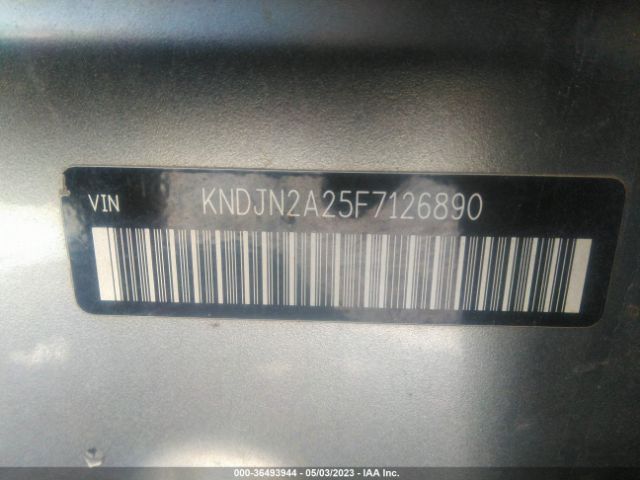 VIN KNDJN2A25F7126890
000-36493944 - 05/03/2023 - IAA Inc.